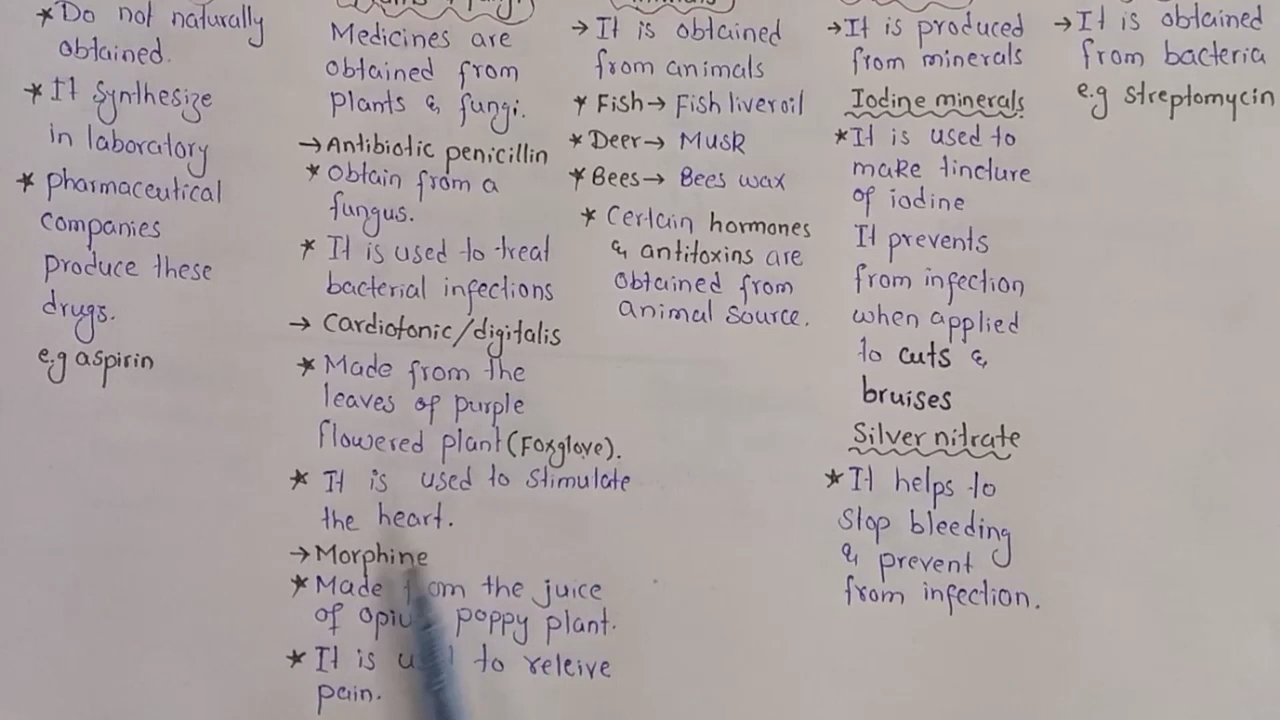 *Do not naturally
obtained.
*It synthesize
in laboratory
* pharmaceutical
companies
produce these
drugs.
e.g aspirin
Medicines are
obtained from
plants & fungi.
→Antibiotic penicillin
*obtain from a
fungus.
* It is used to treat
bacterial infections
→ Cardiotonic/digitalis
*Made from the
leaves of purple
flowered plant(Foxglove).
* It is used to stimulate
the heart.
→Morphine
*Made the juice
of poppy plant.
*It is to releive
pain.
→ It is obtained
from animals
* Fish→ Fish liver oil
* Deer→ Musk
*Bees→ Bees wax
* Certain hormones
& antitoxins are
obtained from
animal source.
→It is produced
from minerals
Iodine minerals
*It is used to
make tincture
of iodine
It prevents
from infection
when applied
to cuts &
bruises
Silver nitrate
*It helps to
stop bleeding
& prevent
from infection.
→ It is obtained
from bacteria
e.g streptomycin